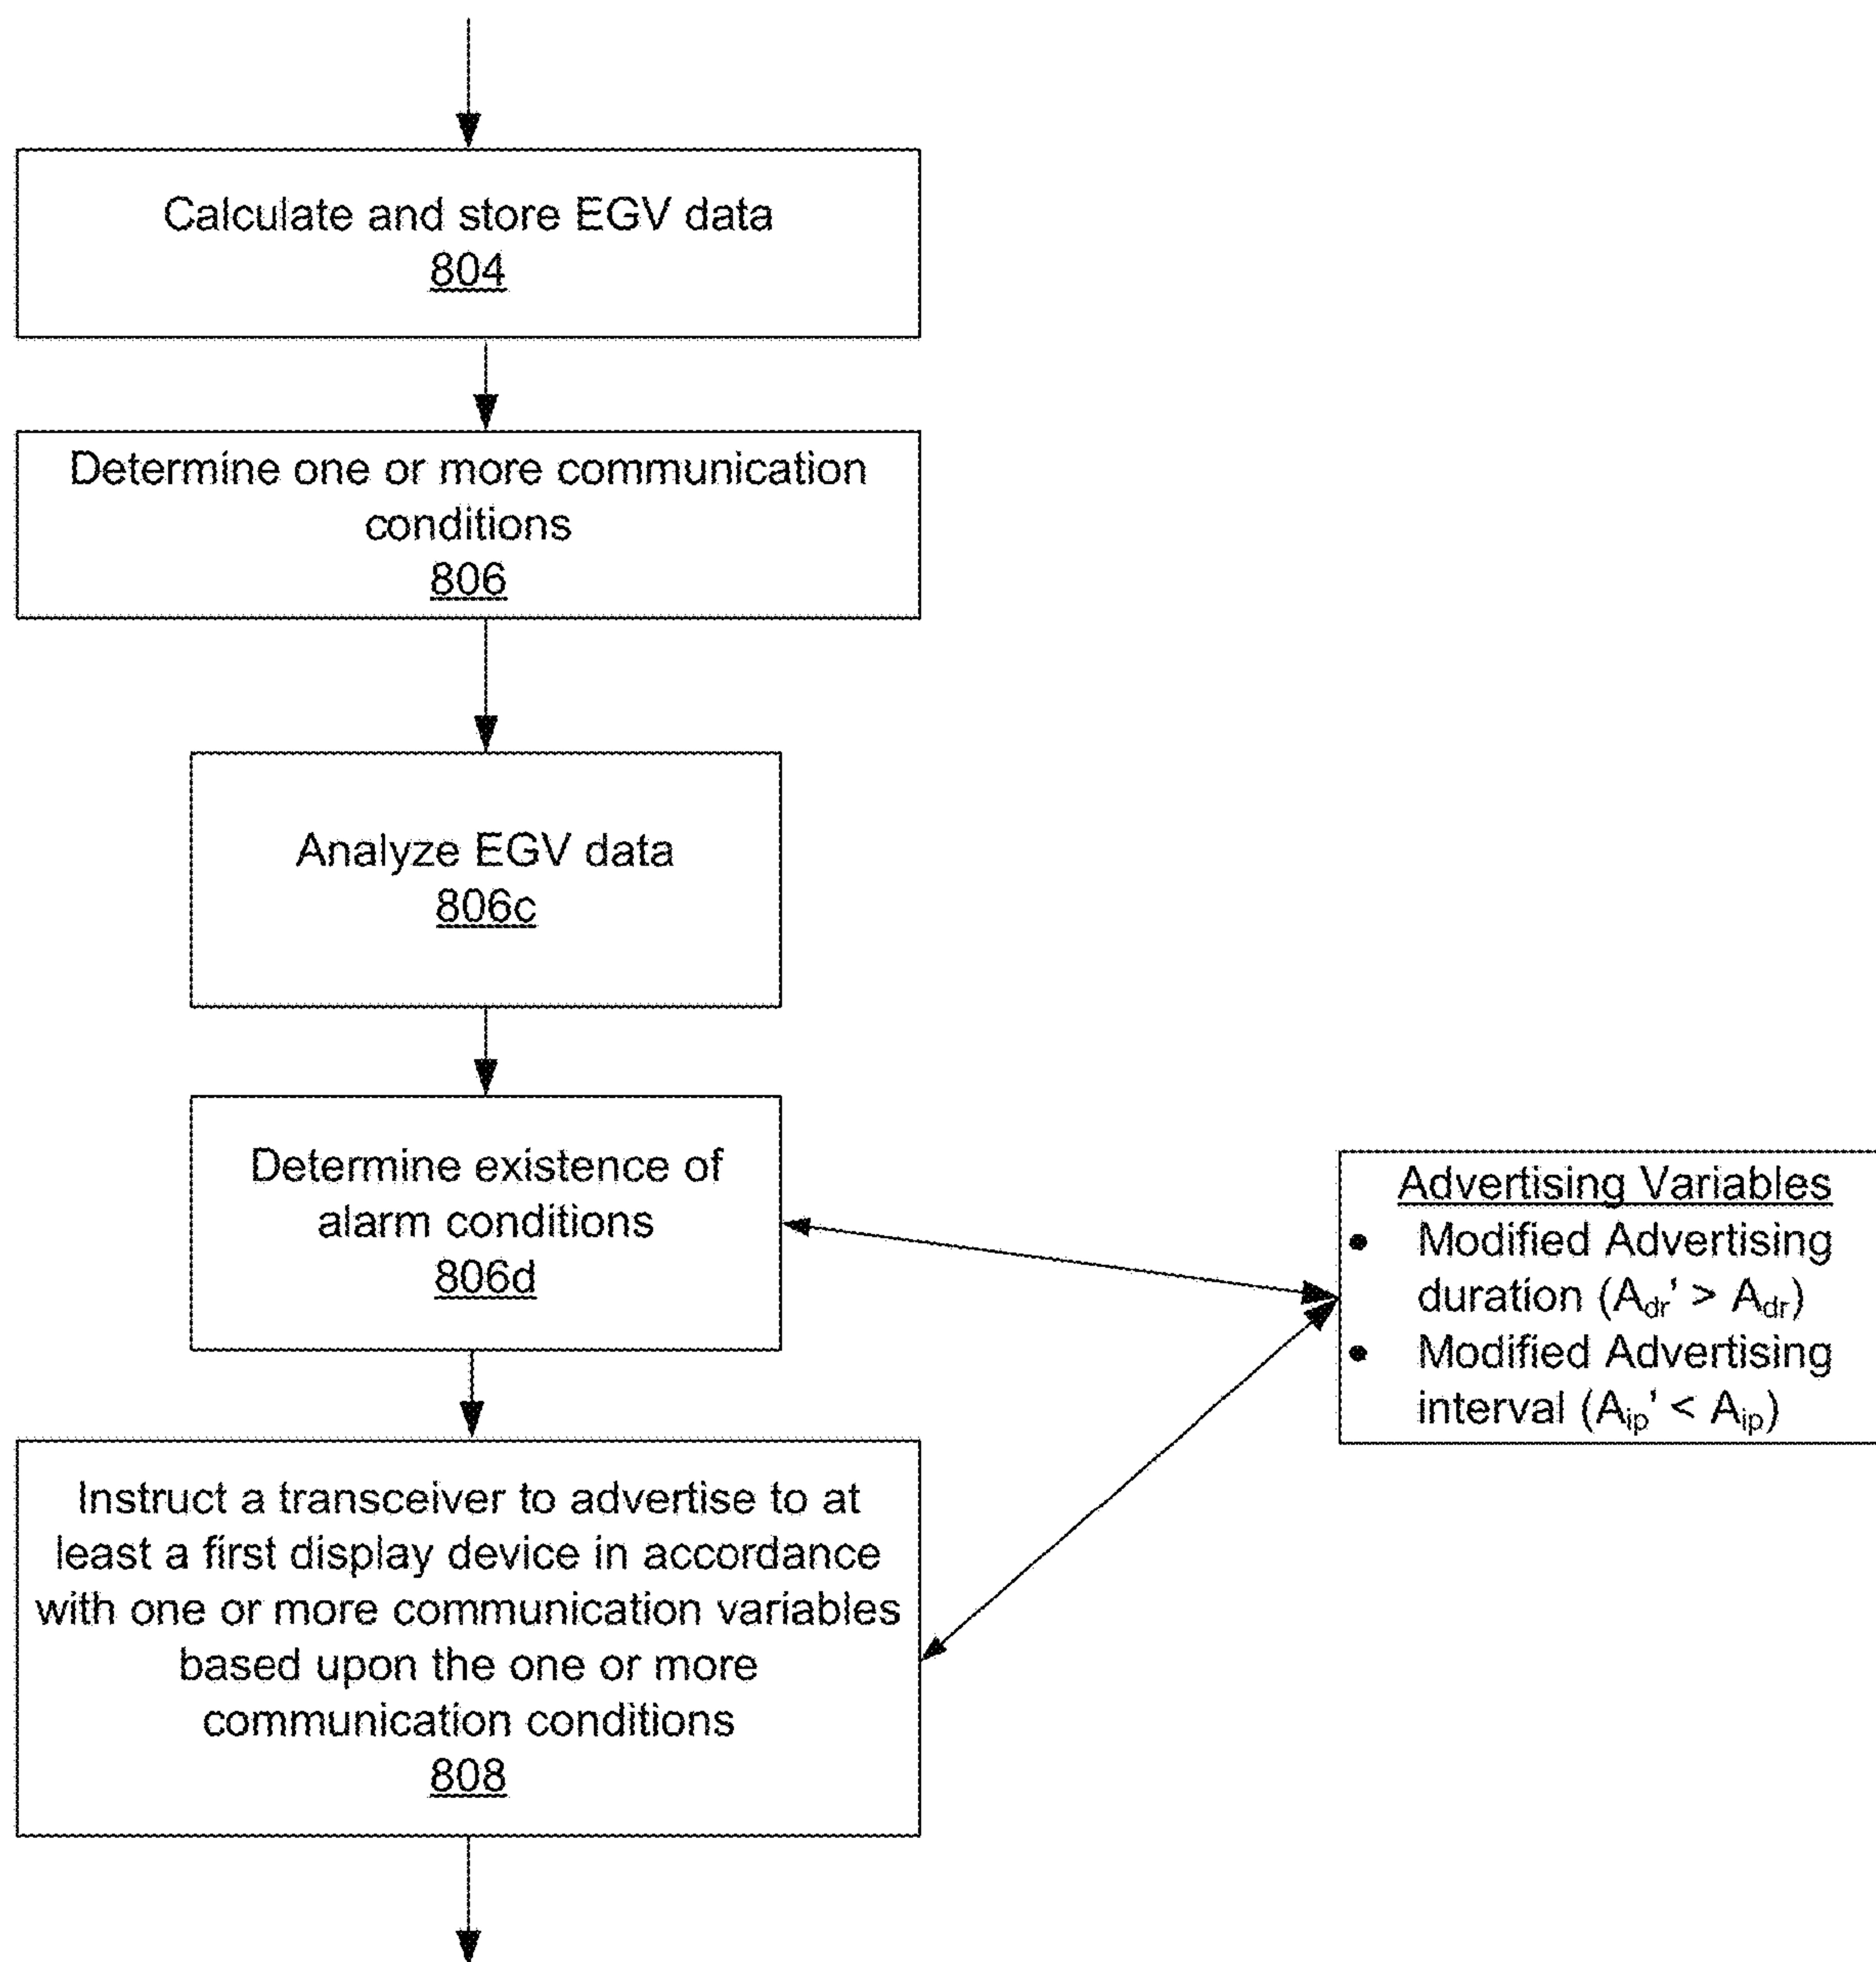 Calculate and store EGV data
804
Determine one or more communication
conditions
806
Analyze EGV data
806c
Determine existence of
alarm conditions
806d
Advertising Variables
• Modified Advertising
duration (Adr' > Adr)
• Modified Advertising
interval (Aip' < Aip)
Instruct a transceiver to advertise to at
least a first display device in accordance
with one or more communication variables
based upon the one or more
communication conditions
808